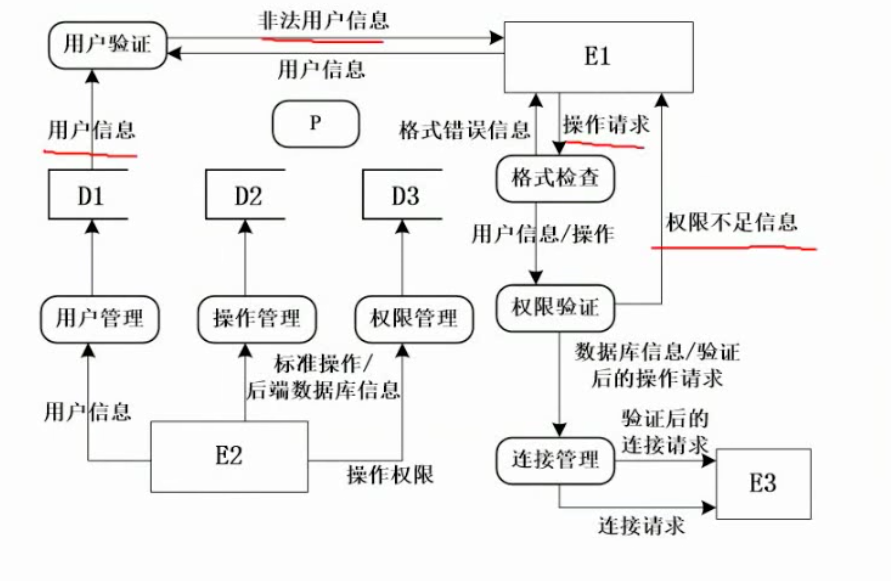 非法用户信息
用户验证
E1
用户信息
P
用户信息
格式错误信息
操作请求
格式检查
D1
D2
D3
用户信息/操作
权限不足信息
用户管理
操作管理
权限管理
权限验证
标准操作/
后端数据库信息
数据库信息/验证
后的操作请求
用户信息
E2
操作权限
验证后的
连接请求
连接管理
E3
连接请求